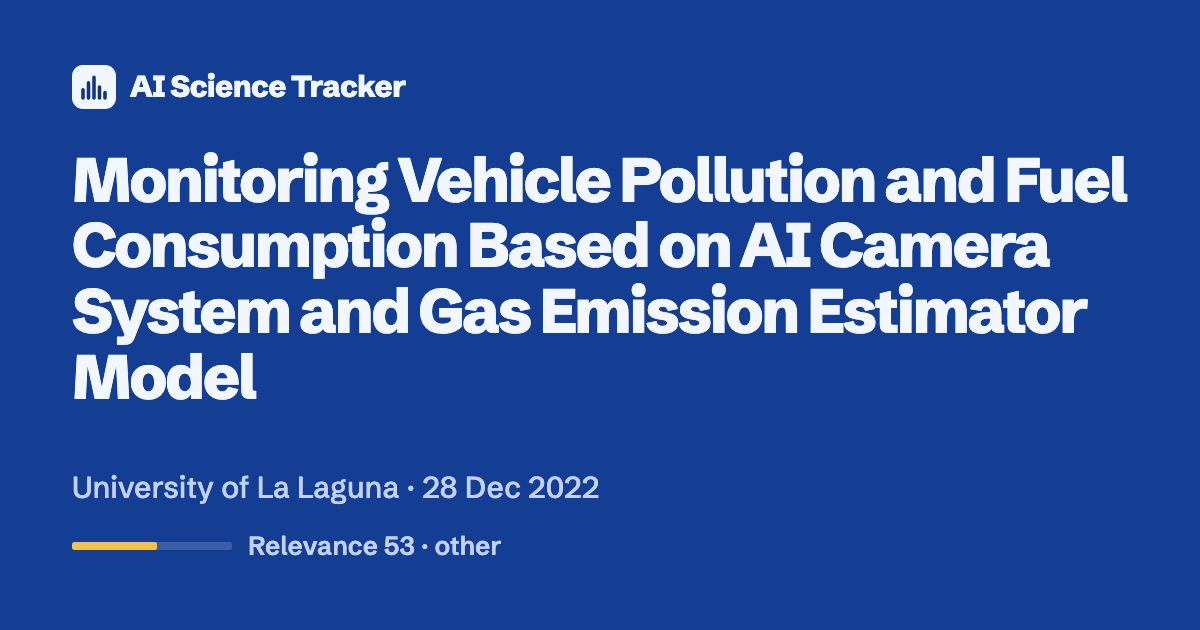 AI Science Tracker
Monitoring Vehicle Pollution and Fuel
Consumption Based on AI Camera
System and Gas Emission Estimator
Model
University of La Laguna · 28 Dec 2022
Relevance 53 · other